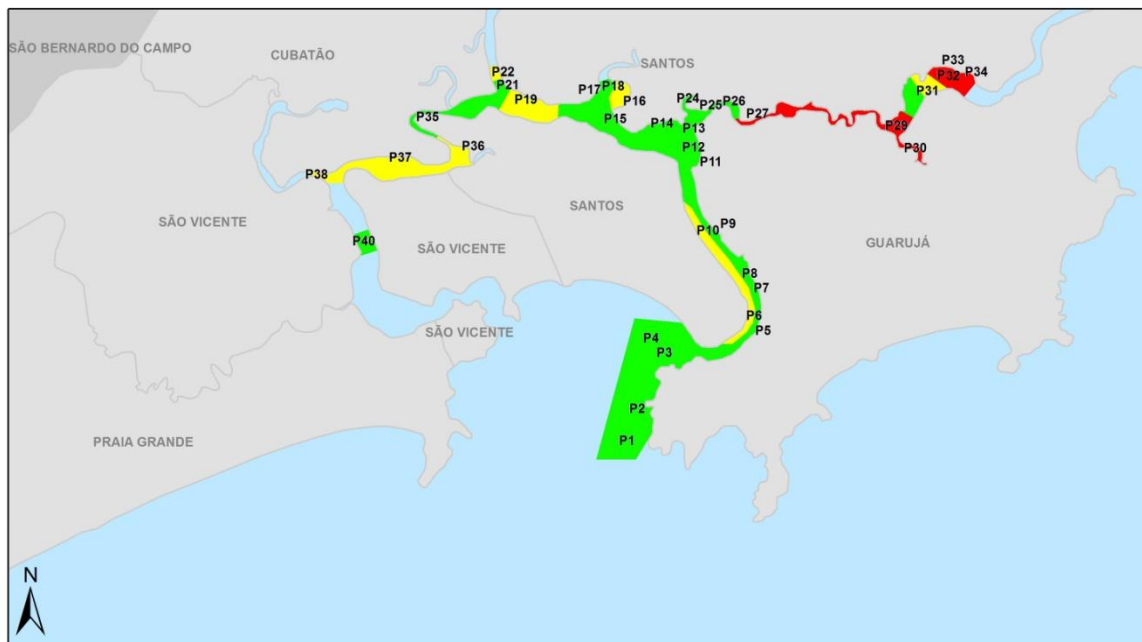 SÃO BERNARDO DO CAMPO
CUBATÃO
SANTOS
P33
P22
P32
P34
P21
P17
P18
P31
P19
P16
P24
P25
P26
P27
P35
P15
P14
P13
P29
P36
P12
P30
P37
P11
P38
SANTOS
SÃO VICENTE
P9
P10
GUARUJÁ
P40
SÃO VICENTE
P8
P7
P6
SÃO VICENTE
P5
P4
P3
P2
PRAIA GRANDE
P1
N